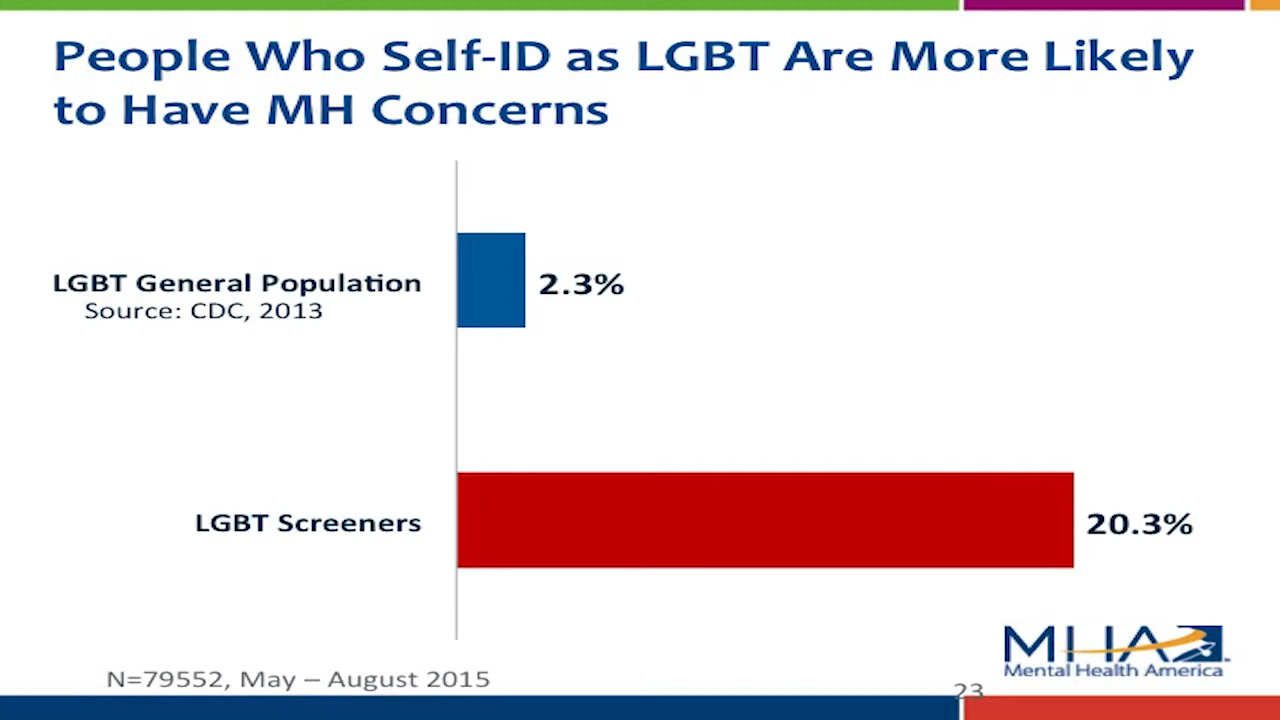 People Who Self-ID as LGBT Are More Likely
to Have MH Concerns
LGBT General Population
Source: CDC, 2013
2.3%
LGBT Screeners
20.3%
N=79552, May – August 2015
23
MHA
Mental Health America